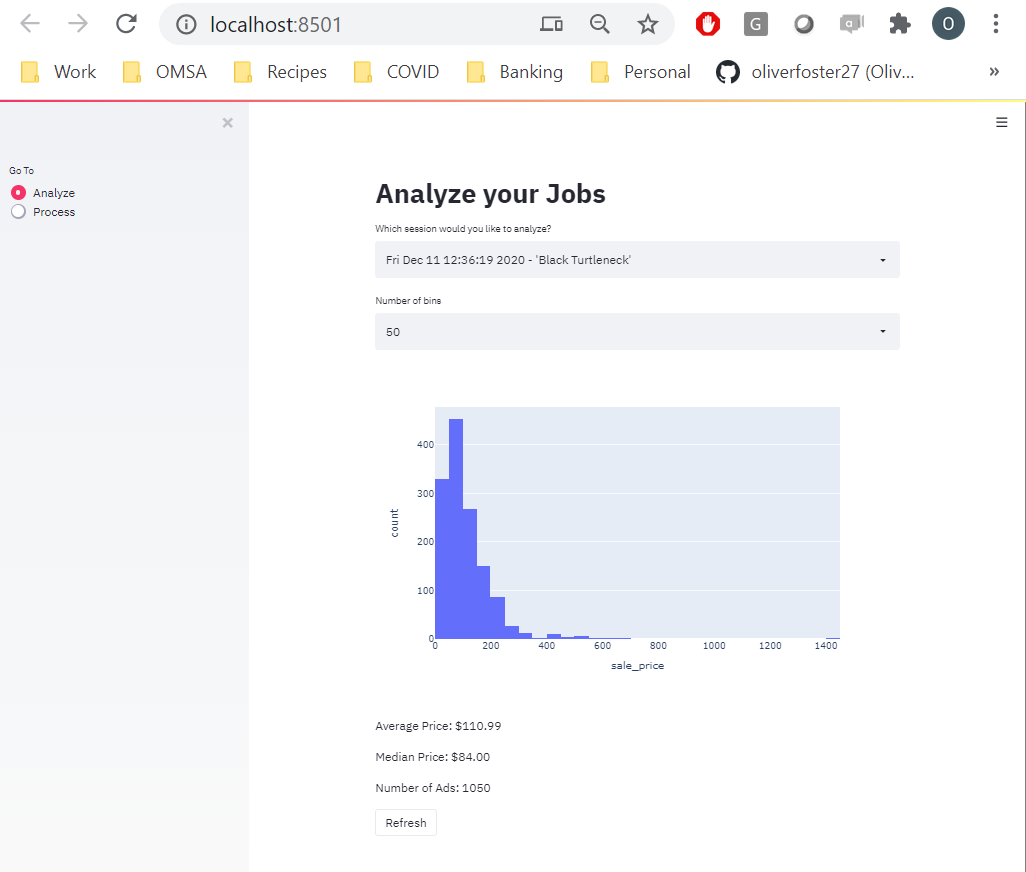 localhost:8501
G
a
O
Work OMSA Recipes COVID Banking Personal oliverfoster27 (Oliv... »
Go To
Analyze
Process
Analyze your Jobs
Which session would you like to analyze?
Fri Dec 11 12:36:19 2020 - 'Black Turtleneck'
Number of bins
50
400
300
200
100
0
count
0 200 400 600 800 1000 1200 1400
sale_price
Average Price: $110.99
Median Price: $84.00
Number of Ads: 1050
Refresh